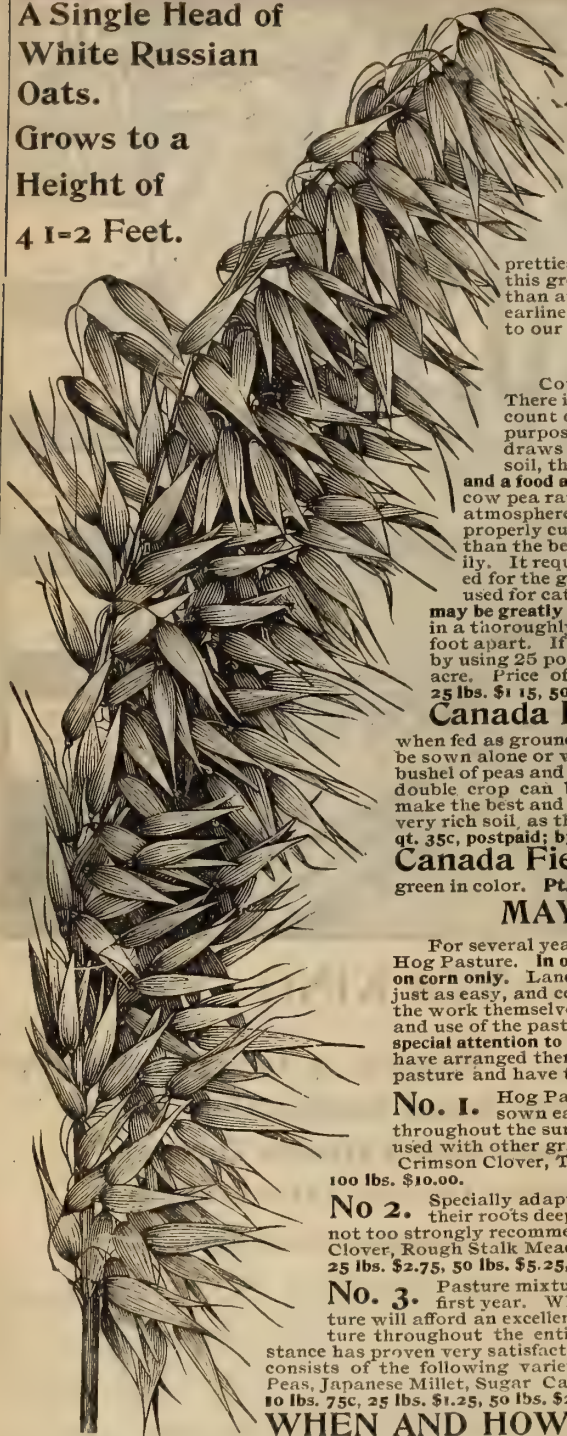 A Single Head of
White Russian
Oats.
Grows to a
Height of
4 1=2 Feet.
prettie
this gr
than a
earline
to our
Co
There i
count o
purpos
draws
soil, th
and a food a
cow pea ra
atmosphere
properly cu
than the be
ily. It requ
ed for the g
used for cat
may be greatly
in a thoroughly
foot apart. If
by using 25 po
acre. Price of
25 lbs. $1 15, 50
Canada
when fed as ground
be sown alone or
bushel of peas and
double crop can
make the best and
very rich soil, as th
qt. 35c, postpaid; b
Canada Fie
green in color. Pt.
MAY
For several yea
Hog Pasture. In o
on corn only. Land
just as easy, and c
the work themselv
and use of the past
special attention to
have arranged ther
pasture and have t
No. 1. Hog Pa
sown ea
throughout the sur
used with other gr
Crimson Clover, T
100 lbs. $10.00.
No 2. Specially adap
their roots deep
not too strongly recomme
Clover, Rough Stalk Mead
25 lbs. $2.75, 50 lbs. $5.25,
No. 3. Pasture mixtu
first year. W
ture will afford an exceller
ture throughout the enti
stance has proven very satisfact
consists of the following varie
Peas, Japanese Millet, Sugar Ca
10 lbs. 75c, 25 lbs. $1.25, 50 lbs. $2
WHEN AND HOW